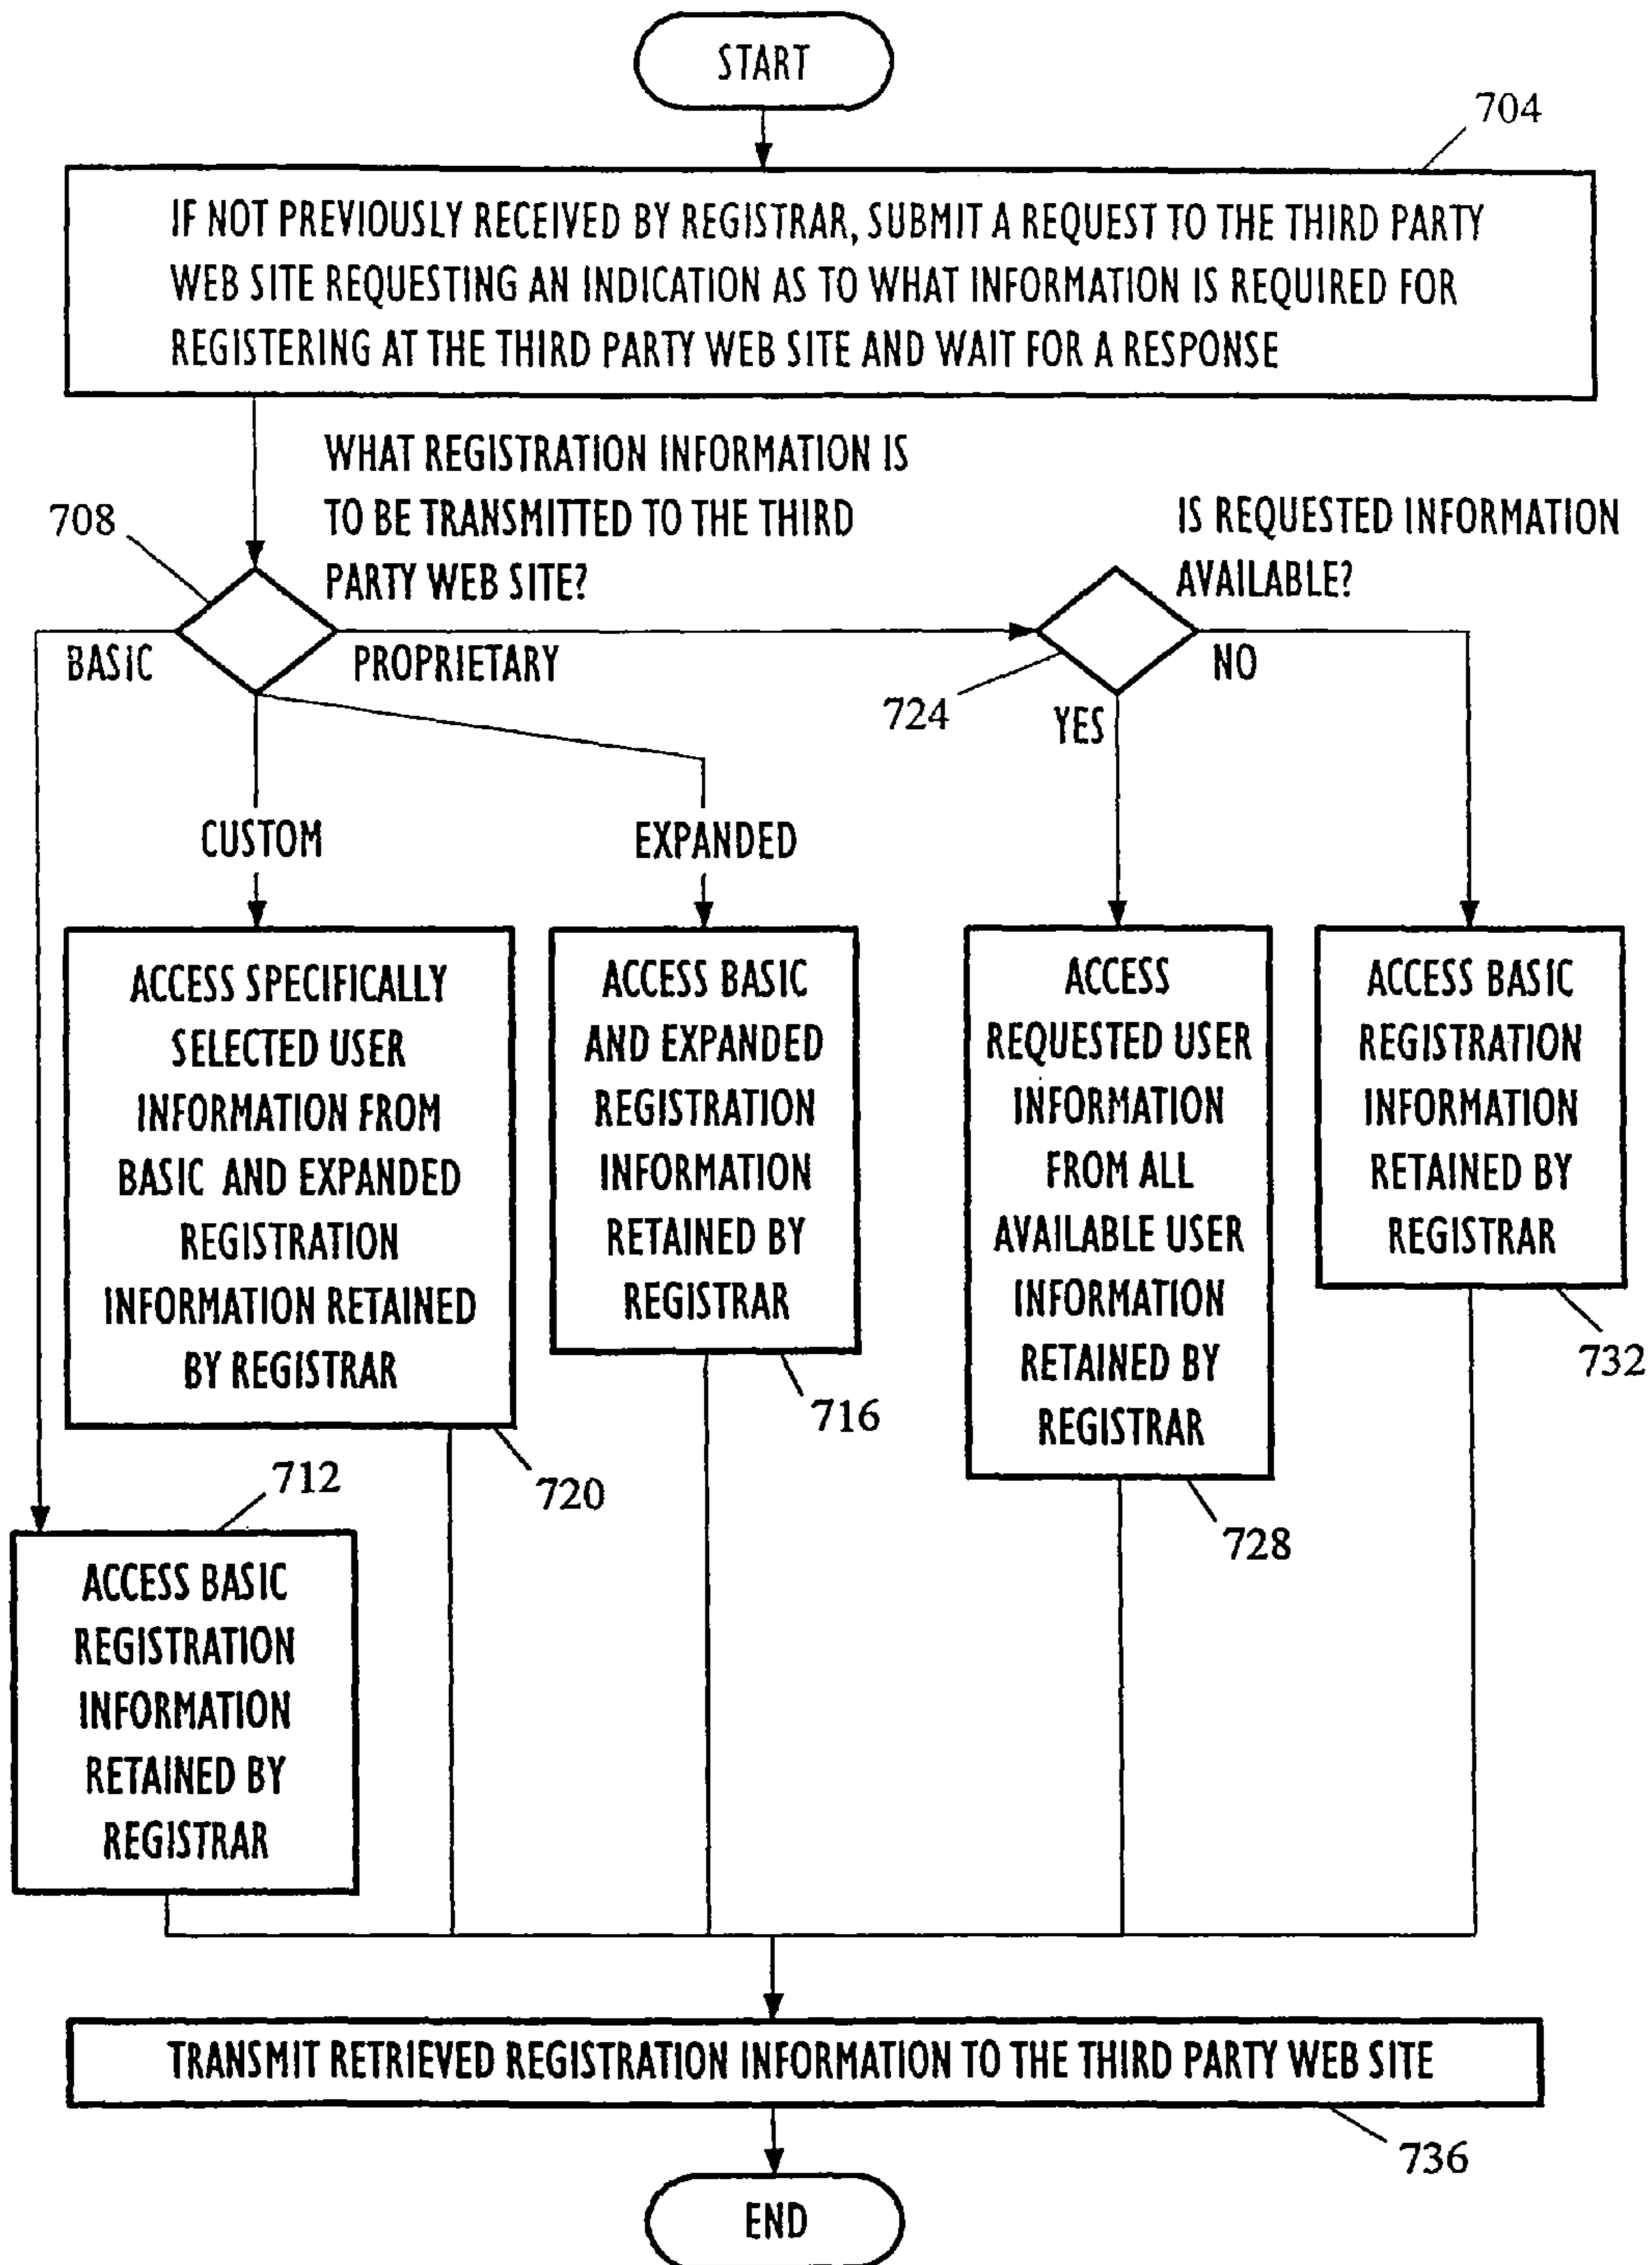 START
704
IF NOT PREVIOUSLY RECEIVED BY REGISTRAR, SUBMIT A REQUEST TO THE THIRD PARTY
WEB SITE REQUESTING AN INDICATION AS TO WHAT INFORMATION IS REQUIRED FOR
REGISTERING AT THE THIRD PARTY WEB SITE AND WAIT FOR A RESPONSE
WHAT REGISTRATION INFORMATION IS
TO BE TRANSMITTED TO THE THIRD
PARTY WEB SITE?
708
IS REQUESTED INFORMATION
AVAILABLE?
BASIC
PROPRIETARY
724
YES
NO
CUSTOM
EXPANDED
ACCESS SPECIFICALLY
SELECTED USER
INFORMATION FROM
BASIC AND EXPANDED
REGISTRATION
INFORMATION RETAINED
BY REGISTRAR
720
ACCESS BASIC
AND EXPANDED
REGISTRATION
INFORMATION
RETAINED BY
REGISTRAR
716
ACCESS
REQUESTED USER
INFORMATION
FROM ALL
AVAILABLE USER
INFORMATION
RETAINED BY
REGISTRAR
728
ACCESS BASIC
REGISTRATION
INFORMATION
RETAINED BY
REGISTRAR
732
712
ACCESS BASIC
REGISTRATION
INFORMATION
RETAINED BY
REGISTRAR
TRANSMIT RETRIEVED REGISTRATION INFORMATION TO THE THIRD PARTY WEB SITE
736
END